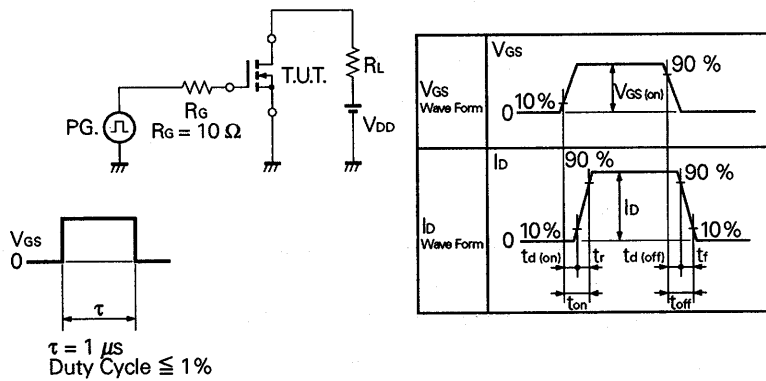 T.U.T.
RL
RG
PG.
RG = 10 Ω
VDD
VGS
0
τ
τ = 1 μs
Duty Cycle ≦ 1%
VGS
Wave Form
VGS
90 %
VGS (on)
10%
0
ID
Wave Form
ID
90 %
90 %
ID
10%
10%
0
td (on)
tr
td (off)
tf
ton
toff